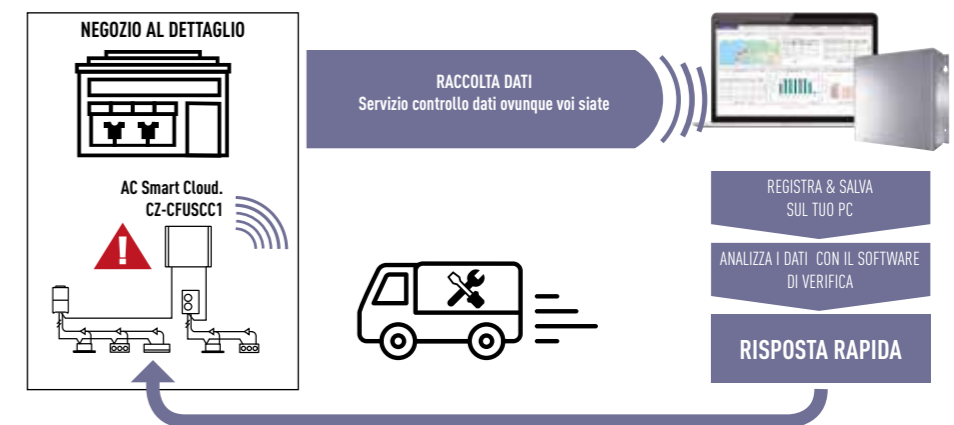 NEGOZIO AL DETTAGLIO
AC Smart Cloud.
CZ-CFUSCC1
RACCOLTA DATI
Servizio controllo dati ovunque voi siate
REGISTRA & SALVA
SUL TUO PC
ANALIZZA I DATI CON IL SOFTWARE
DI VERIFICA
RISPOSTA RAPIDA